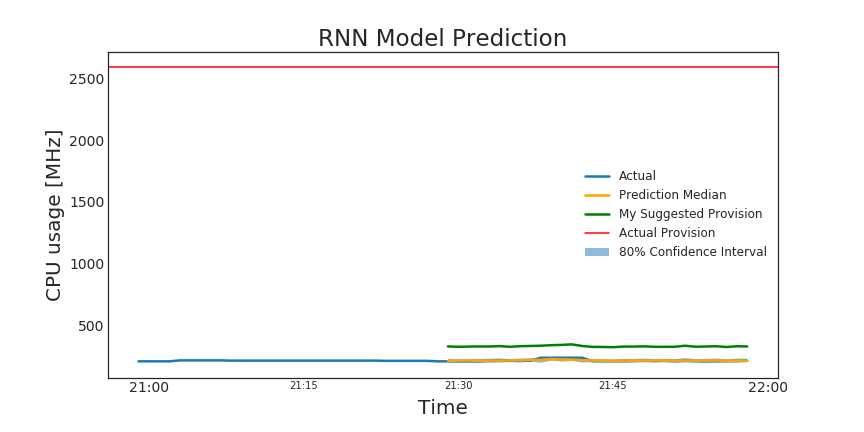 RNN Model Prediction
CPU usage [MHz]
2500
2000
1500
1000
500
Actual
Prediction Median
My Suggested Provision
Actual Provision
80% Confidence Interval
21:00
21:15
21:30
21:45
22:00
Time